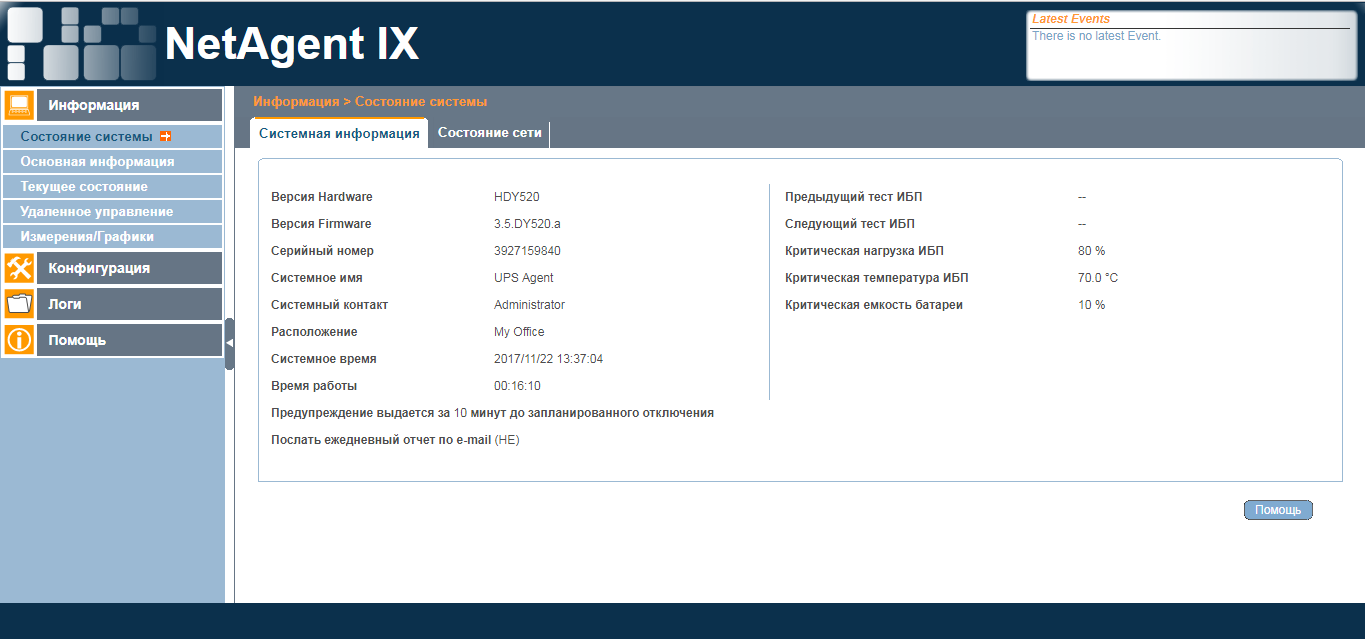 NetAgent IX
Latest Events
There is no latest Event.
Информация
Состояние системы
Основная информация
Текущее состояние
Удаленное управление
Измерения/Графики
Конфигурация
Логи
Помощь
Информация > Состояние системы
Системная информация Состояние сети
Версия Hardware HDY520
Версия Firmware 3.5.DY520.a
Серийный номер 3927159840
Системное имя UPS Agent
Системный контакт Administrator
Расположение My Office
Системное время 2017/11/22 13:37:04
Время работы 00:16:10
Предупреждение выдается за 10 минут до запланированного отключения
Послать ежедневный отчет по e-mail (НЕ)
Предыдущий тест ИБП --
Следующий тест ИБП --
Критическая нагрузка ИБП 80 %
Критическая температура ИБП 70.0 °C
Критическая емкость батареи 10 %
Помощь